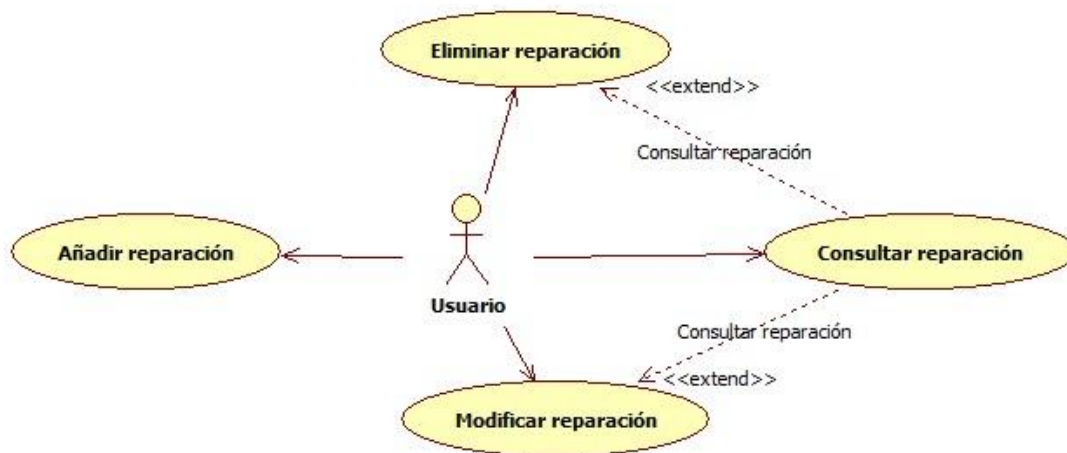 Eliminar reparación
<<extend>>
Consultar reparación
Añadir reparación
Consultar reparación
Usuario
Consultar reparación
<<extend>>
Modificar reparación